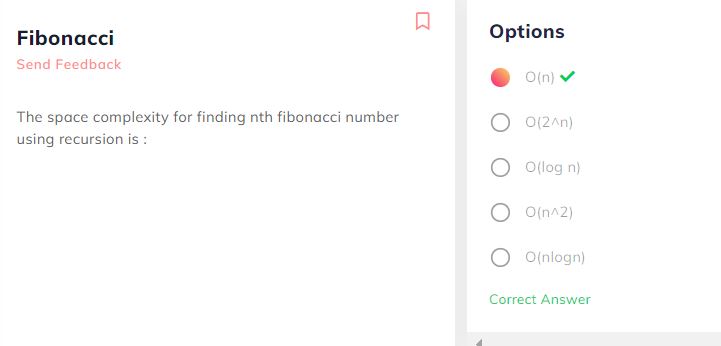 Fibonacci
Send Feedback
The space complexity for finding nth fibonacci number
using recursion is :
Options
O(n)
O(2^n)
O(log n)
O(n^2)
O(nlogn)
Correct Answer